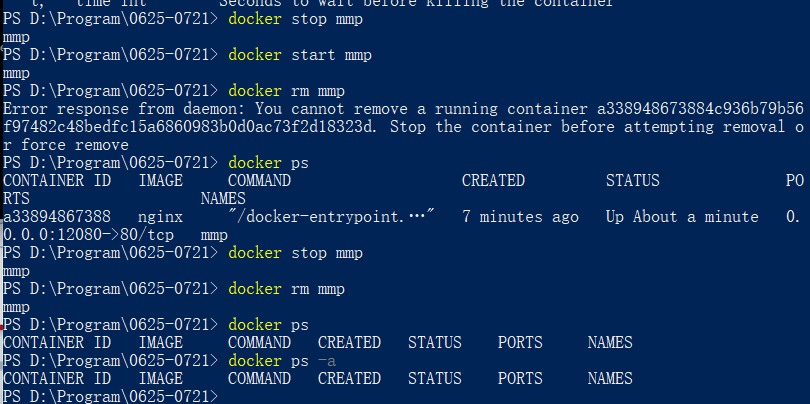 t,   time int        Seconds to wait before killing the container
PS D:\Program\0625-0721> docker stop mmp
mmp
PS D:\Program\0625-0721> docker start mmp
mmp
PS D:\Program\0625-0721> docker rm mmp
Error response from daemon: You cannot remove a running container a338948673884c936b79b56
f97482c48bedfc15a6860983b0d0ac73f2d18323d. Stop the container before attempting removal o
r force remove
PS D:\Program\0625-0721> docker ps
CONTAINER ID   IMAGE     COMMAND                  CREATED         STATUS              PO
RTS                   NAMES
a33894867388   nginx     "/docker-entrypoint.…"   7 minutes ago   Up About a minute   0.
0.0.0:12080->80/tcp   mmp
PS D:\Program\0625-0721> docker stop mmp
mmp
PS D:\Program\0625-0721> docker rm mmp
mmp
PS D:\Program\0625-0721> docker ps
CONTAINER ID   IMAGE     COMMAND   CREATED   STATUS    PORTS     NAMES
PS D:\Program\0625-0721> docker ps -a
CONTAINER ID   IMAGE     COMMAND   CREATED   STATUS    PORTS     NAMES
PS D:\Program\0625-0721>